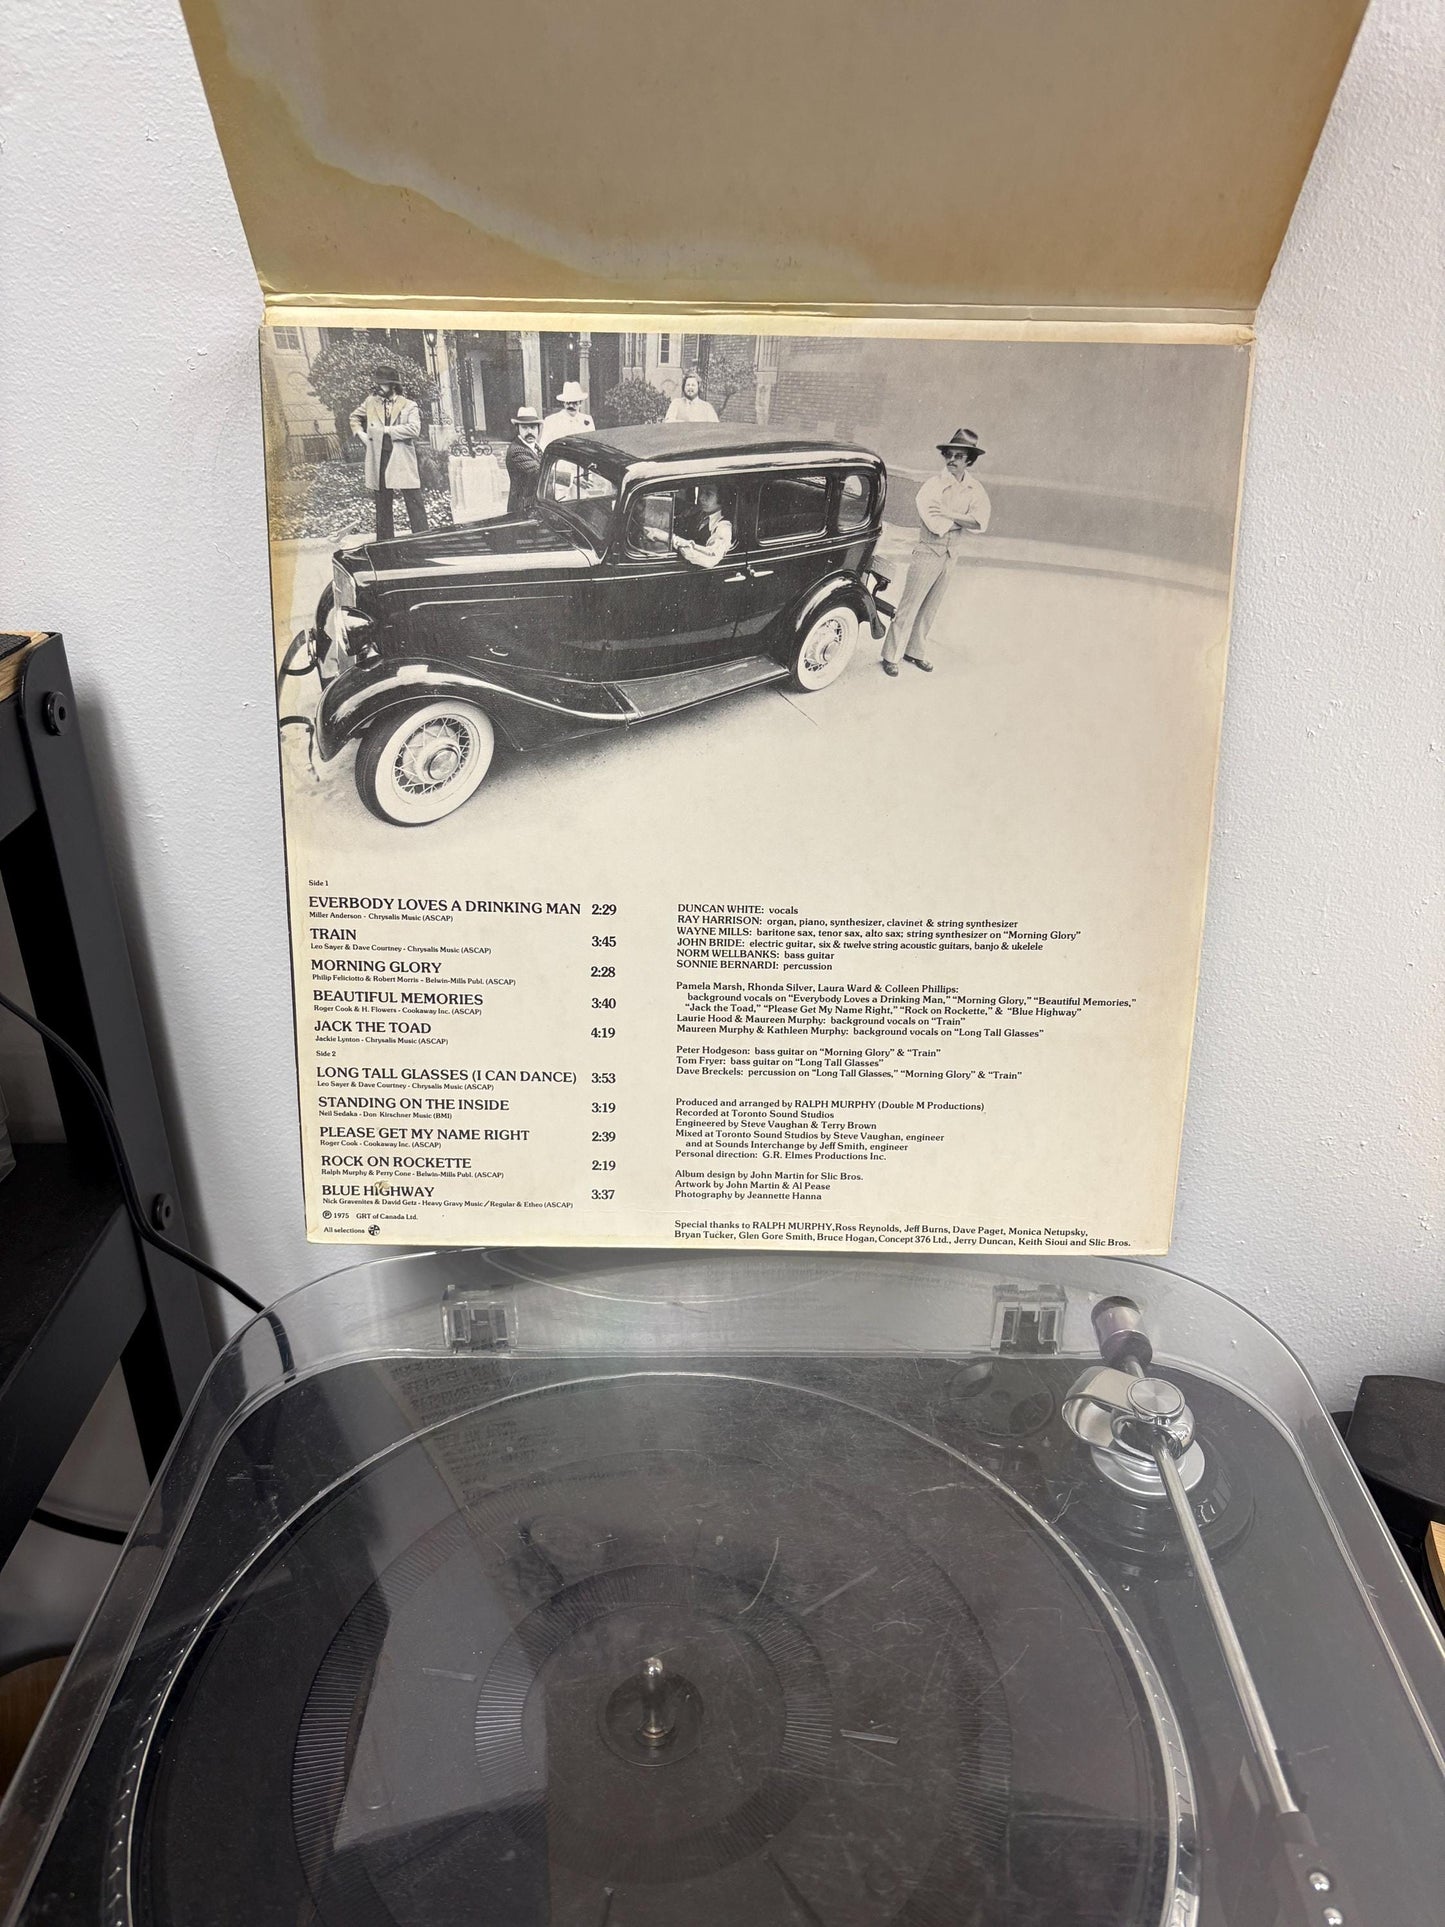 Side 1
EVERBODY LOVES A DRINKING MAN 2:29
Miller Anderson - Chrysalis Music (ASCAP)
TRAIN 3:45
Leo Sayer & Dave Courtney - Chrysalis Music (ASCAP)
MORNING GLORY 2:28
Philip Feliciotto & Robert Morris - Belwin-Mills Publ. (ASCAP)
BEAUTIFUL MEMORIES 3:40
Roger Cook & H. Flowers - Cookaway Inc. (ASCAP)
JACK THE TOAD 4:19
Jackie Lynton - Chrysalis Music (ASCAP)
Side 2
LONG TALL GLASSES (I CAN DANCE) 3:53
Leo Sayer & Dave Courtney - Chrysalis Music (ASCAP)
STANDING ON THE INSIDE 3:19
Neil Sedaka - Don Kirschner Music (BMI)
PLEASE GET MY NAME RIGHT 2:39
Roger Cook - Cookaway Inc. (ASCAP)
ROCK ON ROCKETTE 2:19
Ralph Murphy & Perry Cone - Belwin-Mills Publ. (ASCAP)
BLUE HIGHWAY 3:37
Nick Gravenites & David Getz - Heavy Gravy Music/Regular & Etheo (ASCAP)
Ⓟ 1975 GRT of Canada Ltd.
All selections
DUNCAN WHITE: vocals
RAY HARRISON: organ, piano, synthesizer, clavinet & string synthesizer
WAYNE MILLS: baritone sax, tenor sax, alto sax; string synthesizer on "Morning Glory"
JOHN BRIDE: electric guitar, six & twelve string acoustic guitars, banjo & ukelele
NORM WELLBANKS: bass guitar
SONNIE BERNARDI: percussion
Pamela Marsh, Rhonda Silver, Laura Ward & Colleen Phillips:
background vocals on "Everybody Loves a Drinking Man," "Morning Glory," "Beautiful Memories,"
"Jack the Toad," "Please Get My Name Right," "Rock on Rockette," & "Blue Highway"
Laurie Hood & Maureen Murphy: background vocals on "Train"
Maureen Murphy & Kathleen Murphy: background vocals on "Long Tall Glasses"
Peter Hodgeson: bass guitar on "Morning Glory" & "Train"
Tom Fryer: bass guitar on "Long Tall Glasses"
Dave Breckels: percussion on "Long Tall Glasses," "Morning Glory" & "Train"
Produced and arranged by RALPH MURPHY (Double M Productions)
Recorded at Toronto Sound Studios
Engineered by Steve Vaughan & Terry Brown
Mixed at Toronto Sound Studios by Steve Vaughan, engineer
and at Sounds Interchange by Jeff Smith, engineer
Personal direction: G.R. Elmes Productions Inc.
Album design by John Martin for Slic Bros.
Artwork by John Martin & Al Pease
Photography by Jeannette Hanna
Special thanks to RALPH MURPHY, Ross Reynolds, Jeff Burns, Dave Paget, Monica Netupsky,
Bryan Tucker, Glen Gore Smith, Bruce Hogan, Concept 376 Ltd., Jerry Duncan, Keith Sioui and Slic Bros.